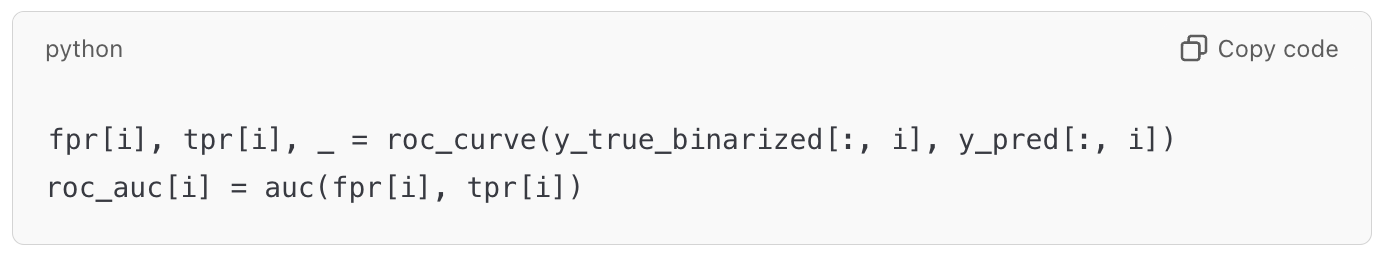 python
Copy code
fpr[i], tpr[i], _ = roc_curve(y_true_binarized[:, i], y_pred[:, i])
roc_auc[i] = auc(fpr[i], tpr[i])